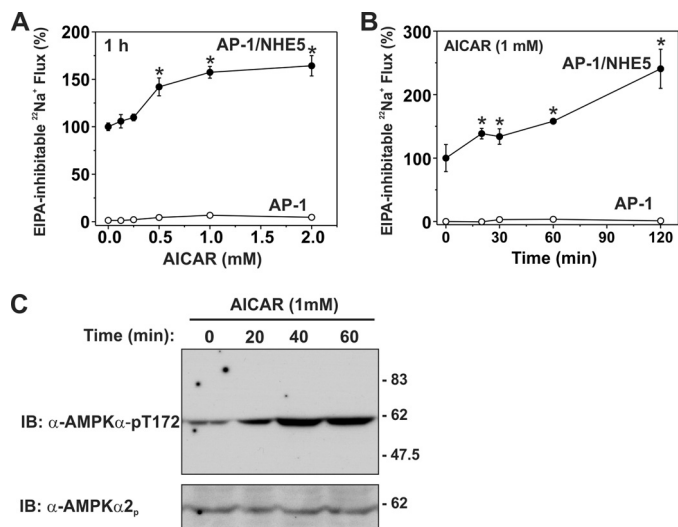 A
EIPA-inhibitable ²²Na⁺ Flux (%)
200
150
100
50
0
1 h
AP-1/NHE5
*
*
*
AP-1
0.0
0.5
1.0
1.5
2.0
AICAR (mM)
B
EIPA-inhibitable ²²Na⁺ Flux (%)
300
200
100
0
AICAR (1 mM)
AP-1/NHE5
*
*
*
*
AP-1
0
30
60
90
120
Time (min)
C
AICAR (1mM)
Time (min): 0 20 40 60
- 83
IB: α-AMPKα-pT172
- 62
- 47.5
IB: α-AMPKα2ₚ
- 62